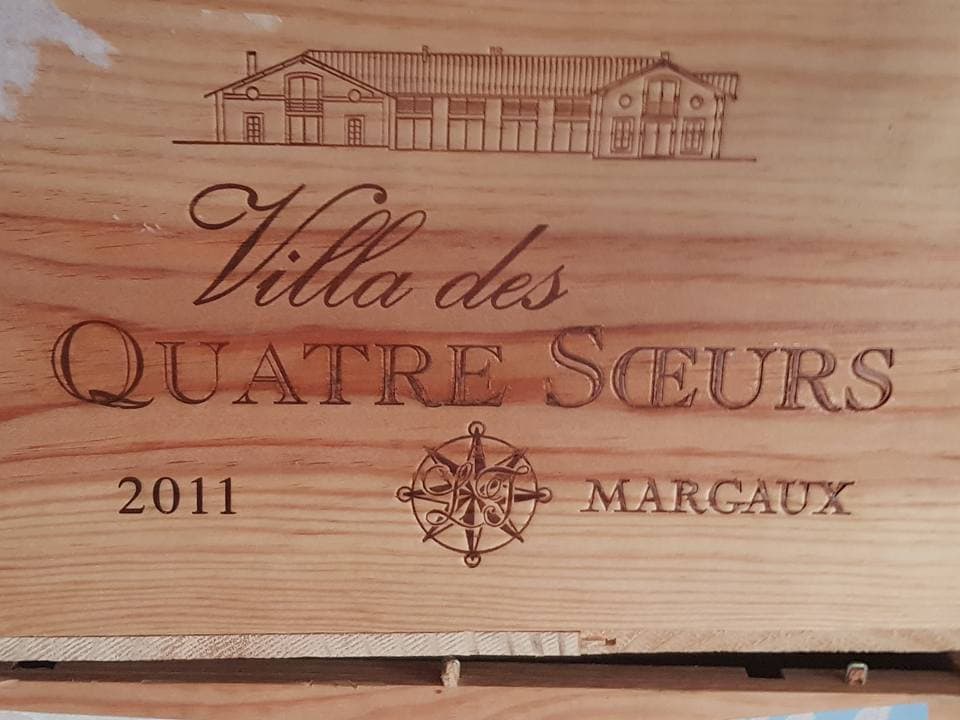 Villa des
QUATRE SŒURS
2011 MARGAUX